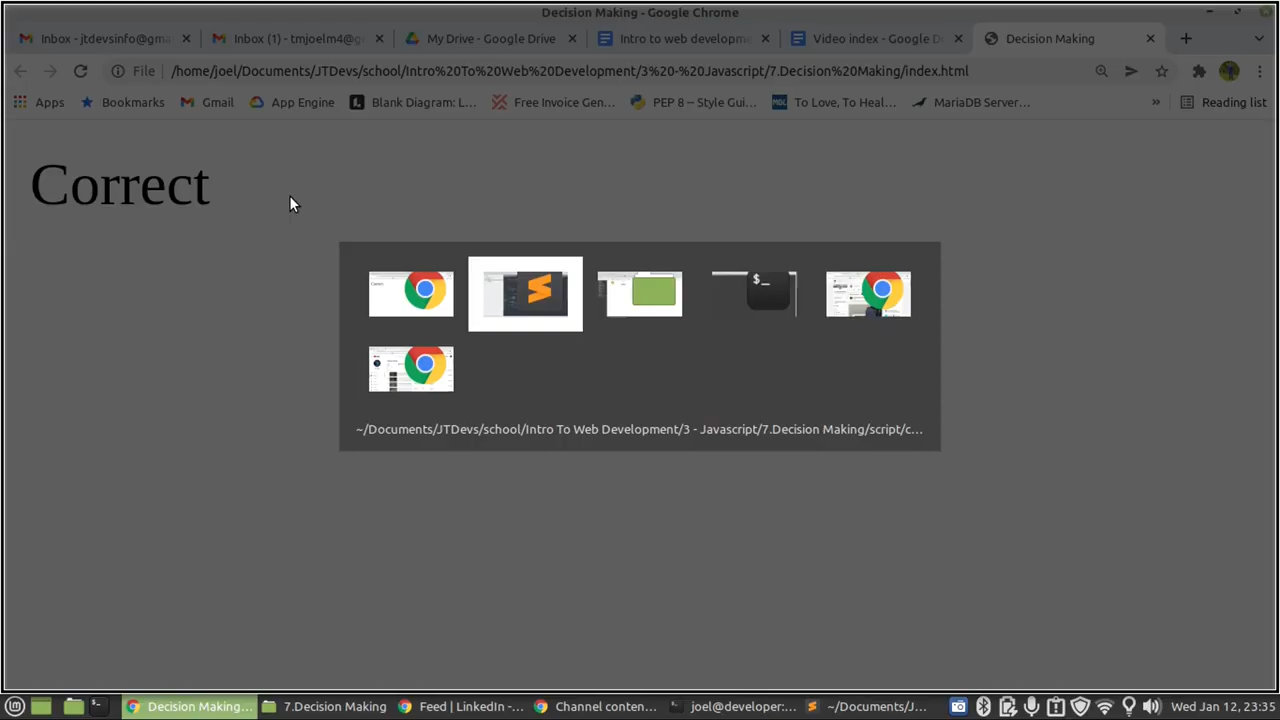 Decision Making - Google Chrome
Inbox - jtdevsinfo@gma
Inbox (1) - tmjoelm4@g
My Drive - Google Drive
Intro to web developme
Video index - Google D
Decision Making
File
/home/joel/Documents/JTDevs/school/Intro%20To%20Web%20Development/3%20-%20Javascript/7.Decision%20Making/index.html
Apps
Bookmarks
Gmail
App Engine
Blank Diagram: L...
Free Invoice Gen...
PEP 8 -- Style Gui...
MDL
To Love, To Heal...
MariaDB Server...
»
Reading list
Correct
$_
~/Documents/JTDevs/school/Intro To Web Development/3 - Javascript/7.Decision Making/script/c...
Decision Making...
7.Decision Making
Feed | LinkedIn -...
Channel conten...
joel@developer:...
~/Documents/J...
Wed Jan 12, 23:35